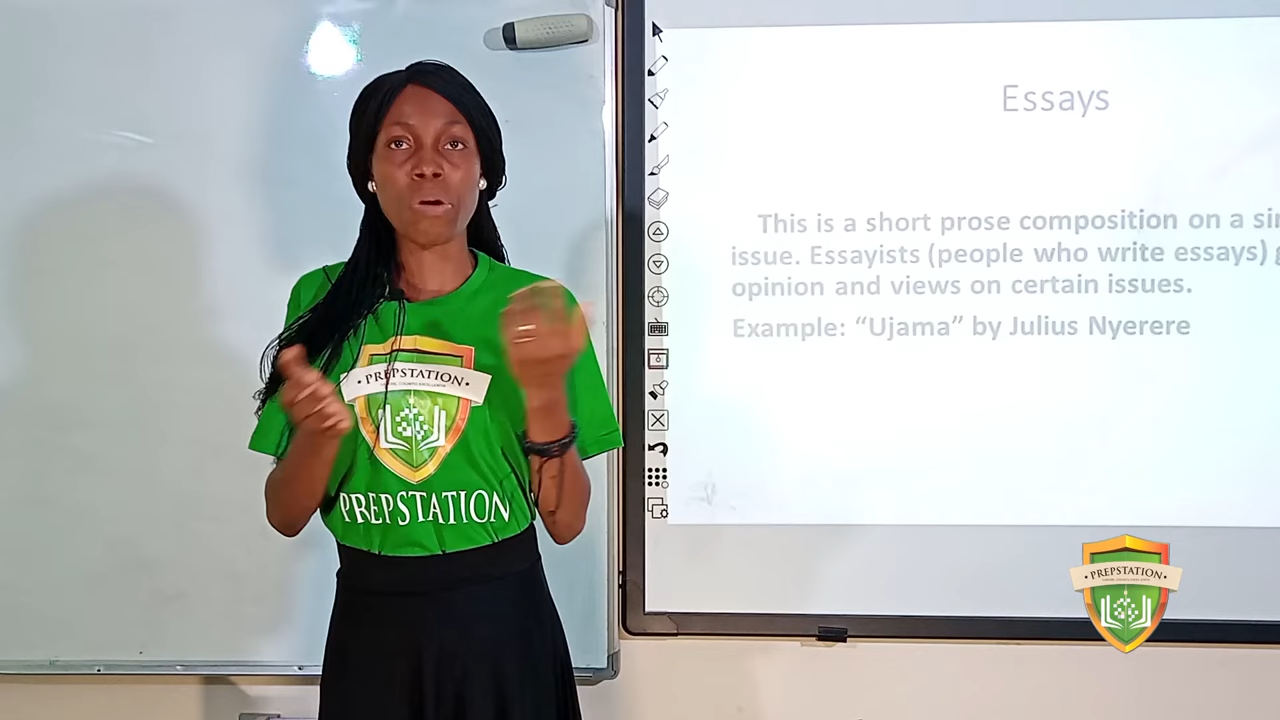 Essays
This is a short prose composition on a
issue. Essayists (people who write essays)
opinion and views on certain issues.
Example: “Ujama” by Julius Nyerere
PREPSTATION
PREPSTATION
PREPSTATION